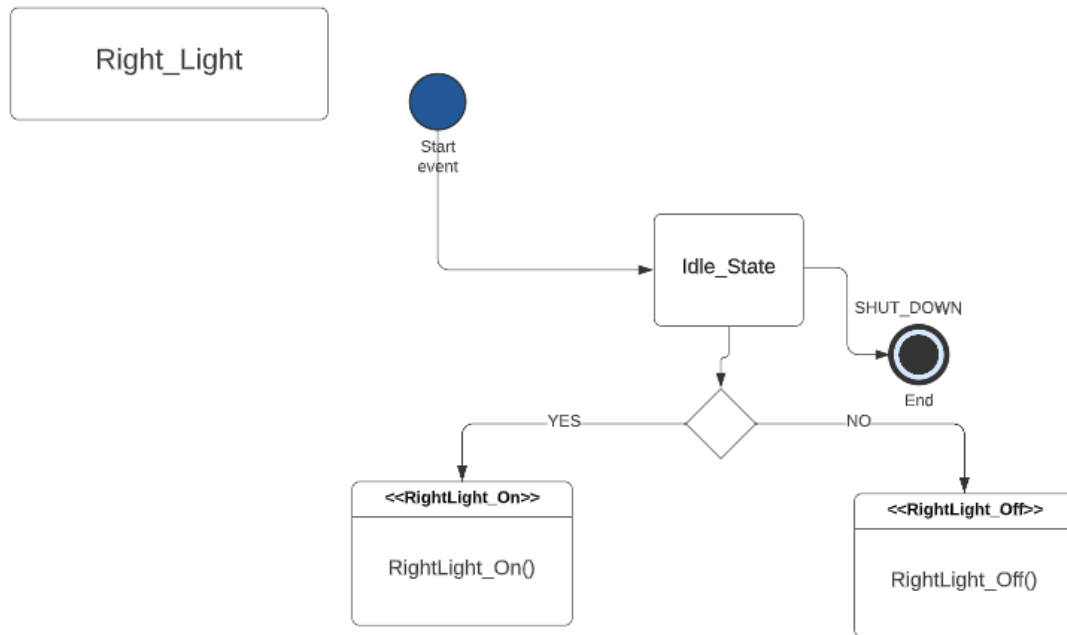 Right_Light
Start
event
Idle_State
SHUT_DOWN
End
YES
NO
<<RightLight_On>>
RightLight_On()
<<RightLight_Off>>
RightLight_Off()